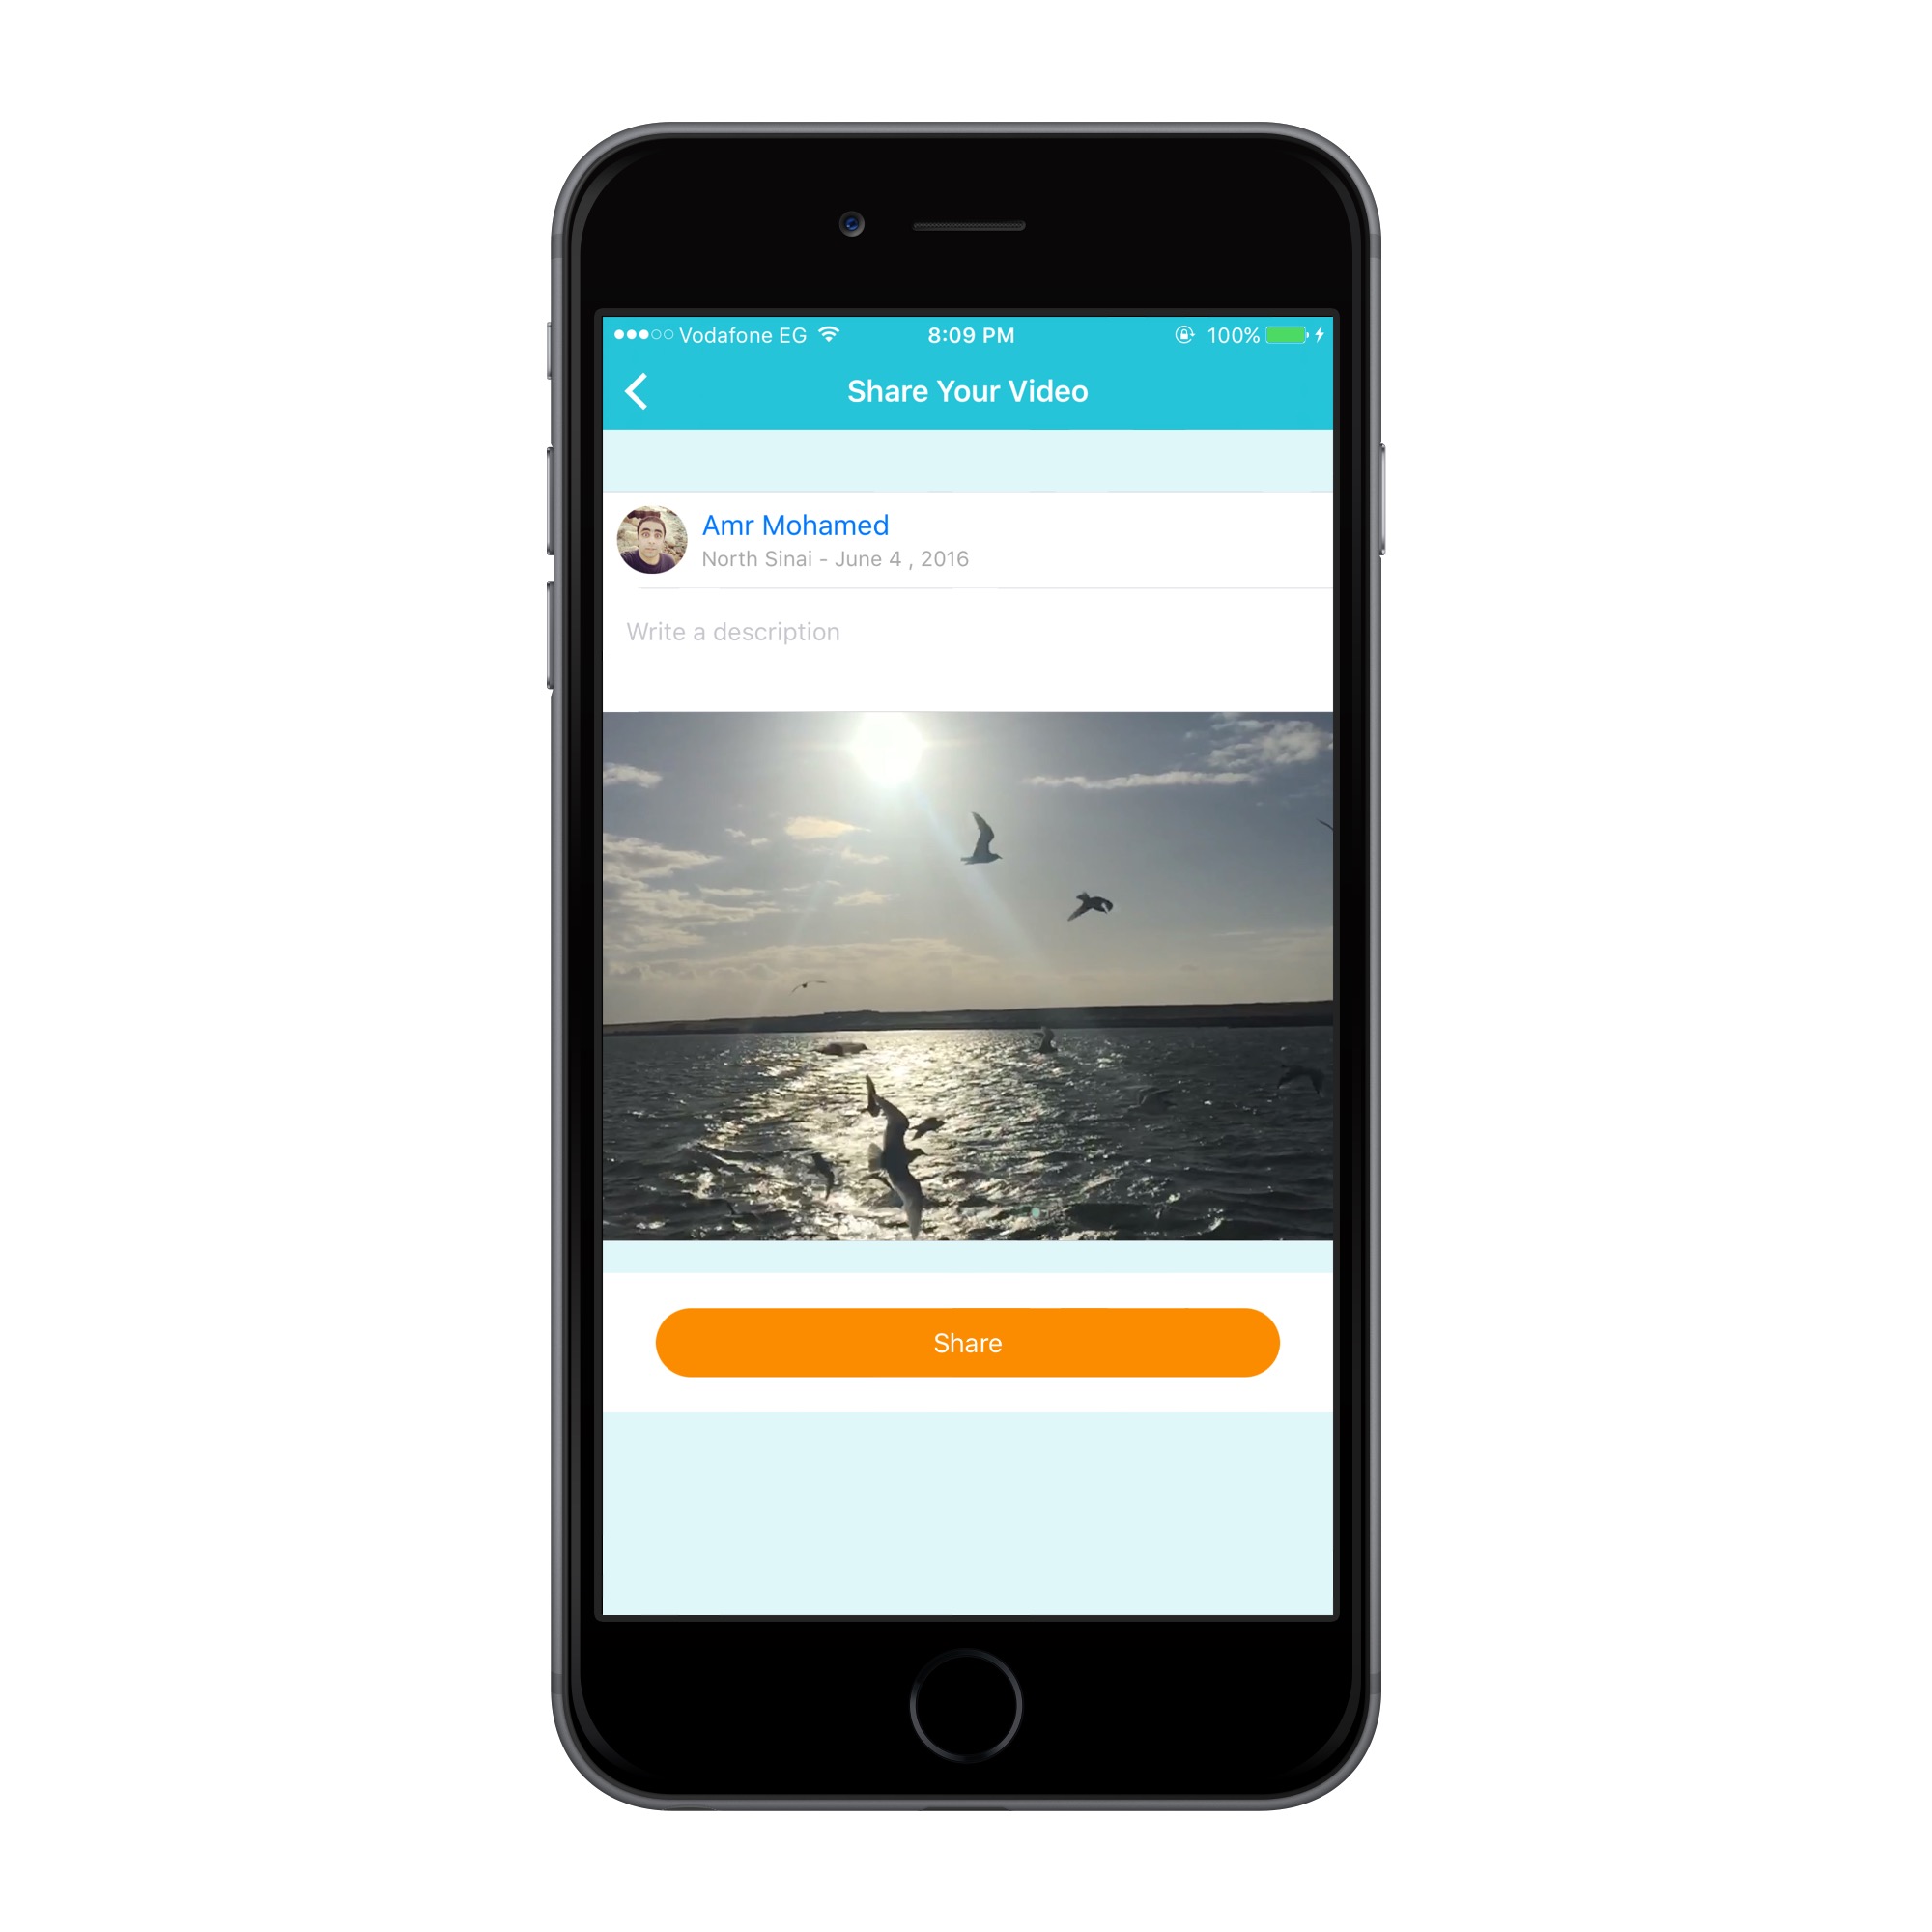 Vodafone EG 8:09 PM 100%
Share Your Video
Amr Mohamed
North Sinai - June 4 , 2016
Write a description
Share